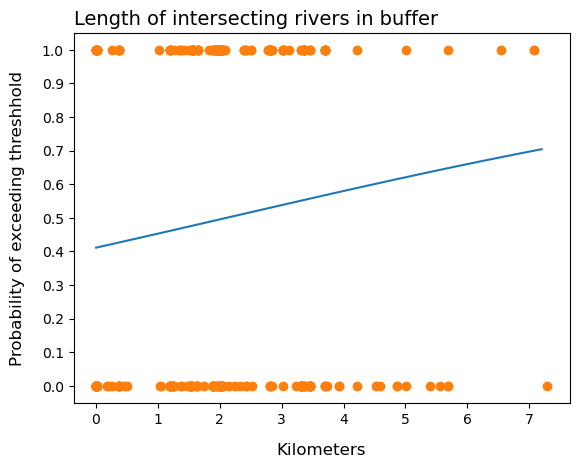 Length of intersecting rivers in buffer
Probability of exceeding threshhold
1.0
0.9
0.8
0.7
0.6
0.5
0.4
0.3
0.2
0.1
0.0
0 1 2 3 4 5 6 7
Kilometers